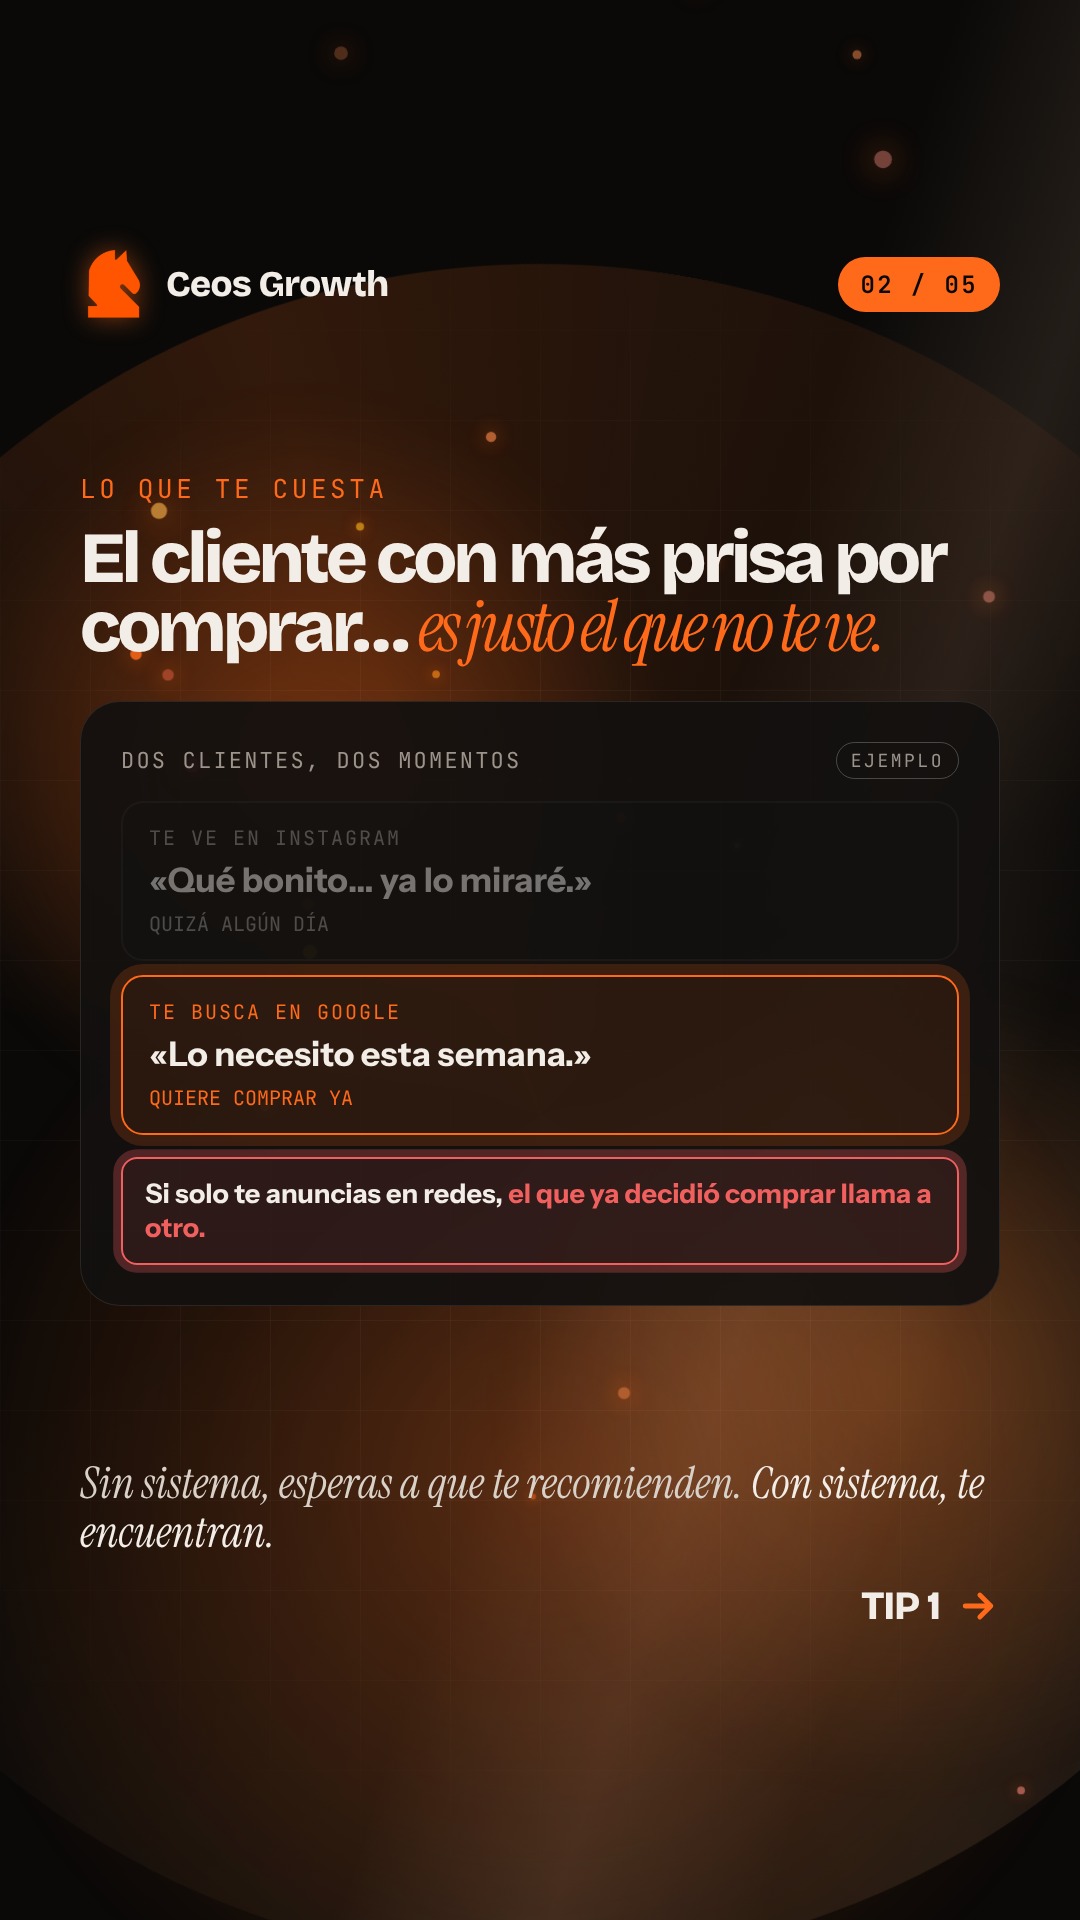 Ceos Growth
02 / 05
LO QUE TE CUESTA
El cliente con más prisa por
comprar... es justo el que no te ve.
DOS CLIENTES, DOS MOMENTOS
EJEMPLO
TE VE EN INSTAGRAM
«Qué bonito... ya lo miraré.»
QUIZÁ ALGÚN DÍA
TE BUSCA EN GOOGLE
«Lo necesito esta semana.»
QUIERE COMPRAR YA
Si solo te anuncias en redes, el que ya decidió comprar llama a
otro.
Sin sistema, esperas a que te recomienden. Con sistema, te
encuentran.
TIP 1 →